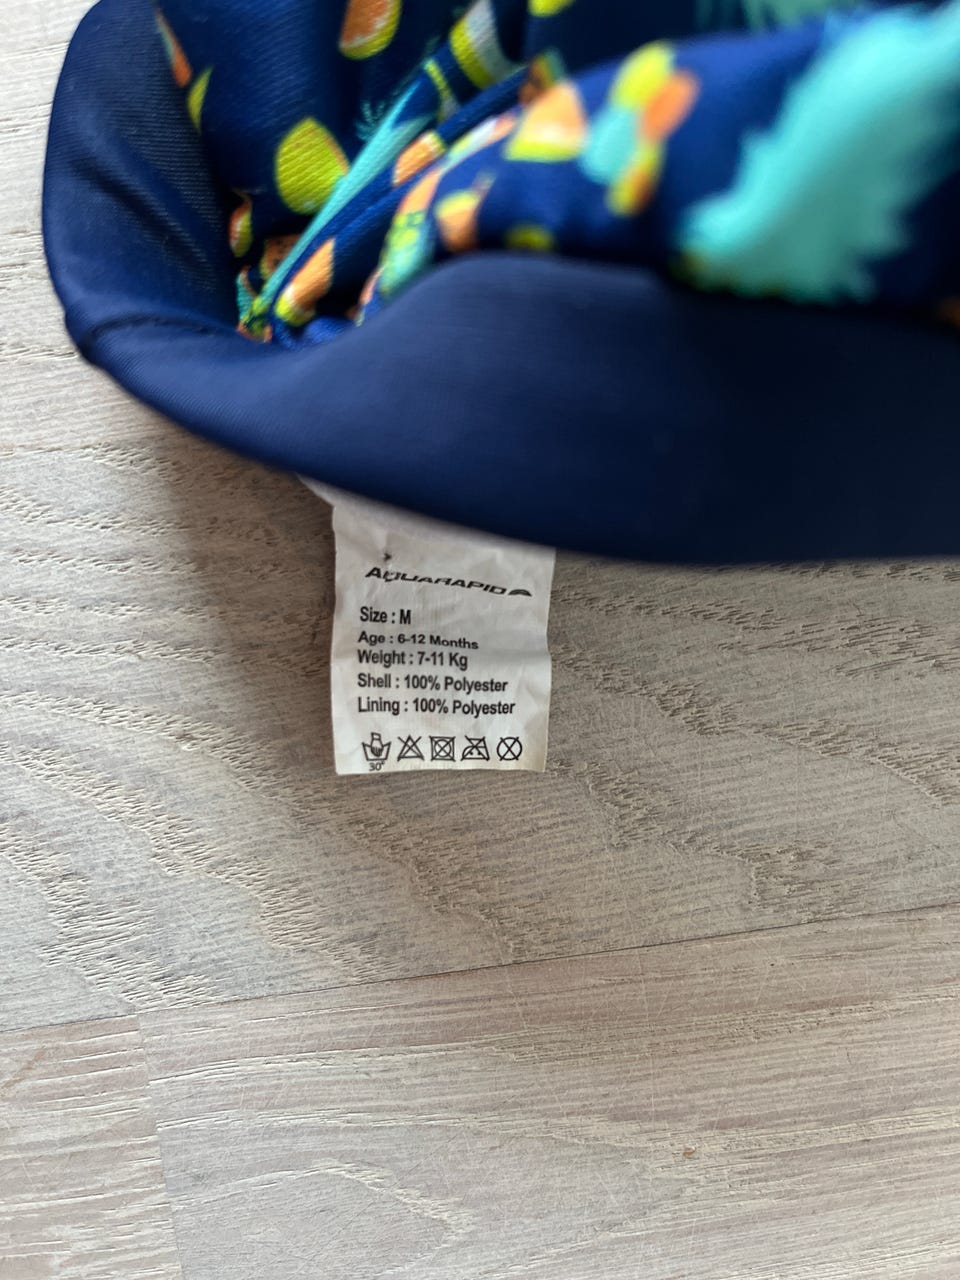 AQUARAPID
Size : M
Age : 6-12 Months
Weight : 7-11 Kg
Shell : 100% Polyester
Lining : 100% Polyester
30°